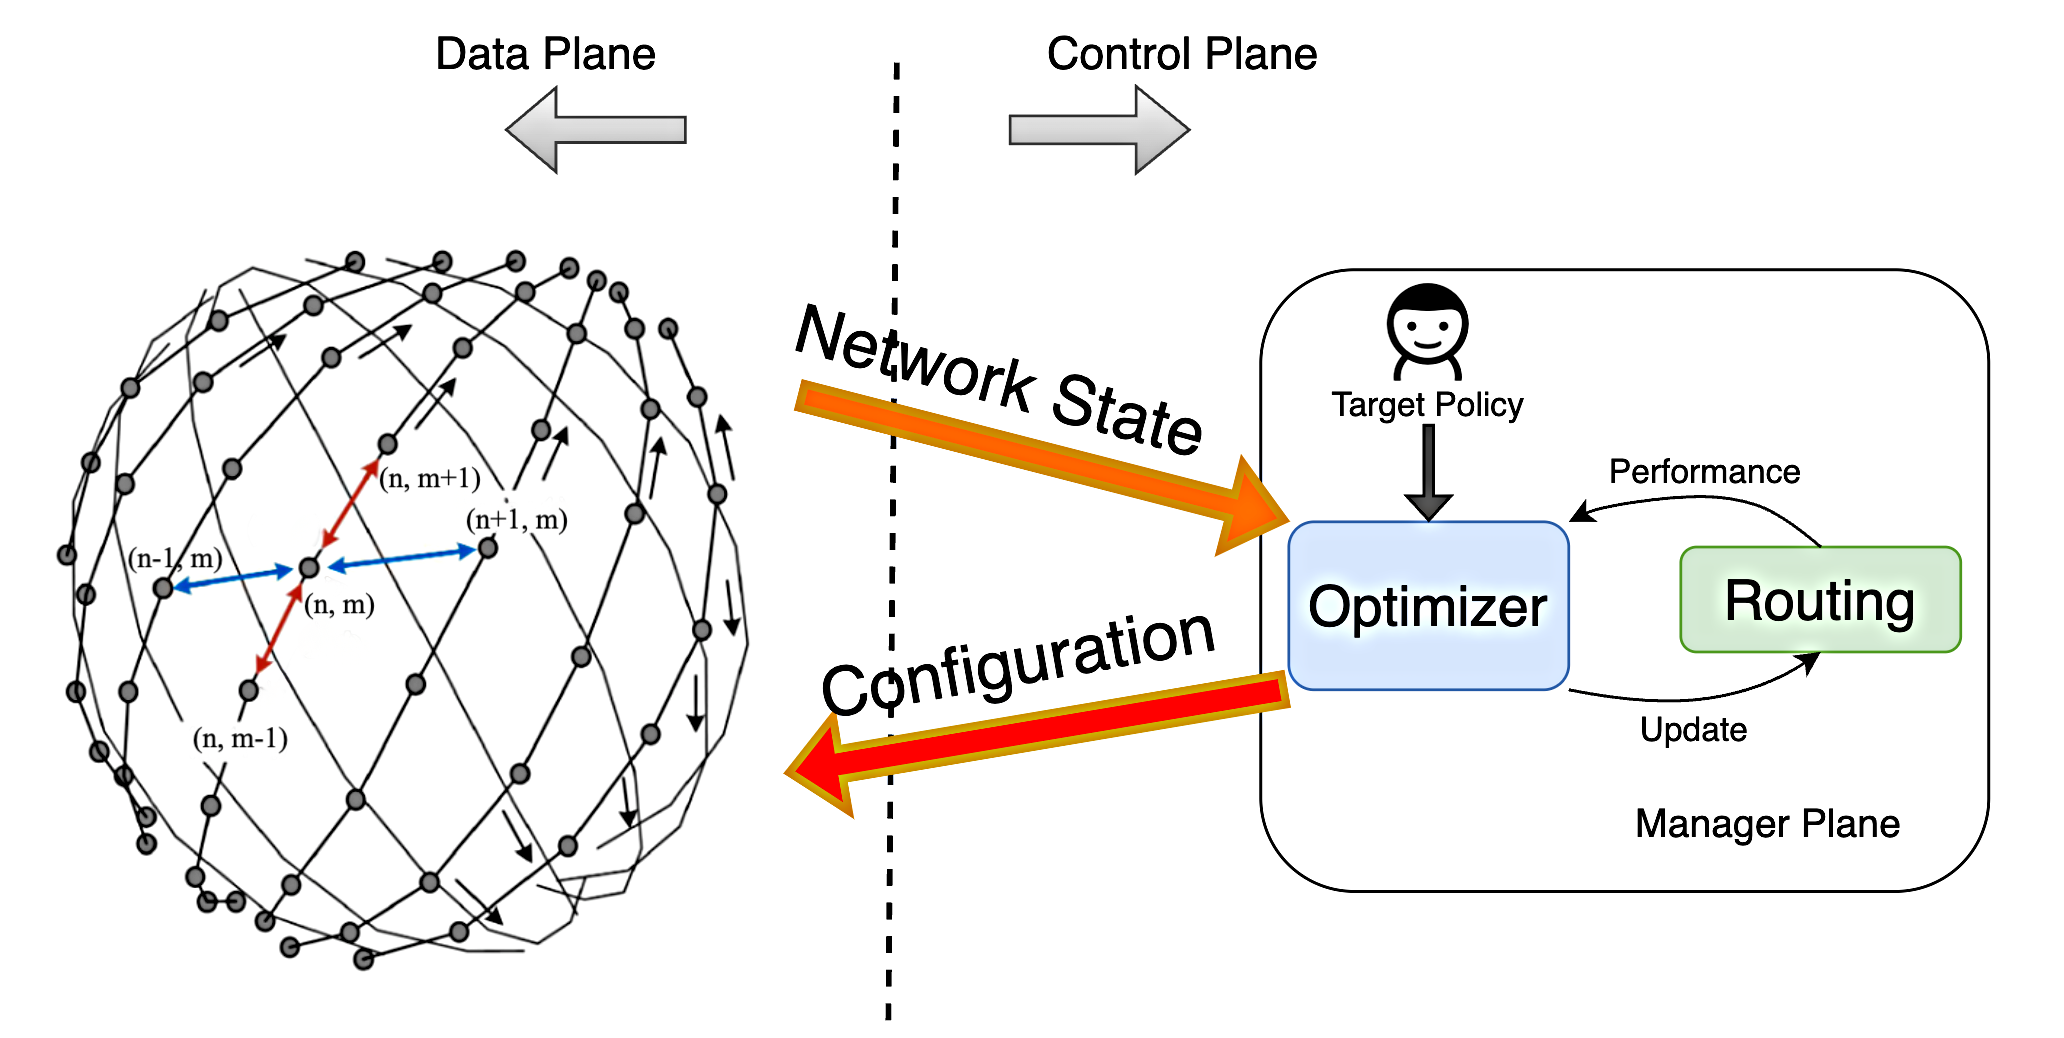 Data Plane
Control Plane
Network State
Target Policy
Performance
(n, m+1)
(n+1, m)
(n-1, m)
(n, m)
Optimizer
Routing
Configuration
(n, m-1)
Update
Manager Plane